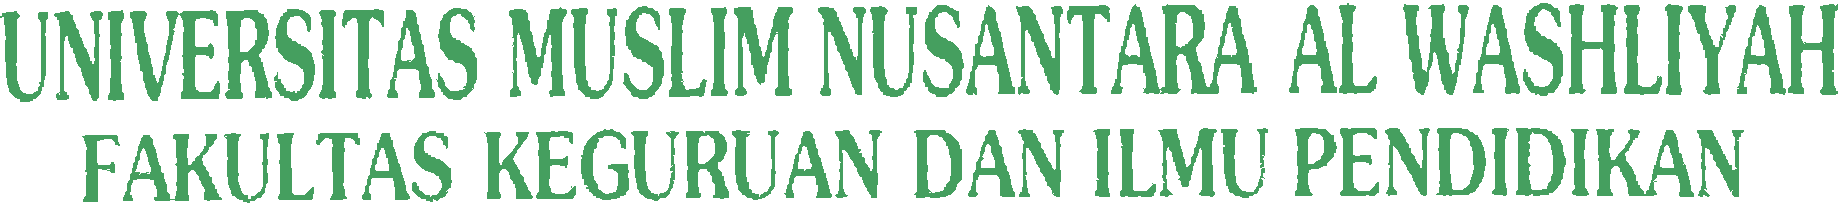 UNIVERSITAS MUSLIM NUSANTARA AL WASHLIYAH
FAKULTAS KEGURUAN DAN ILMU PENDIDIKAN